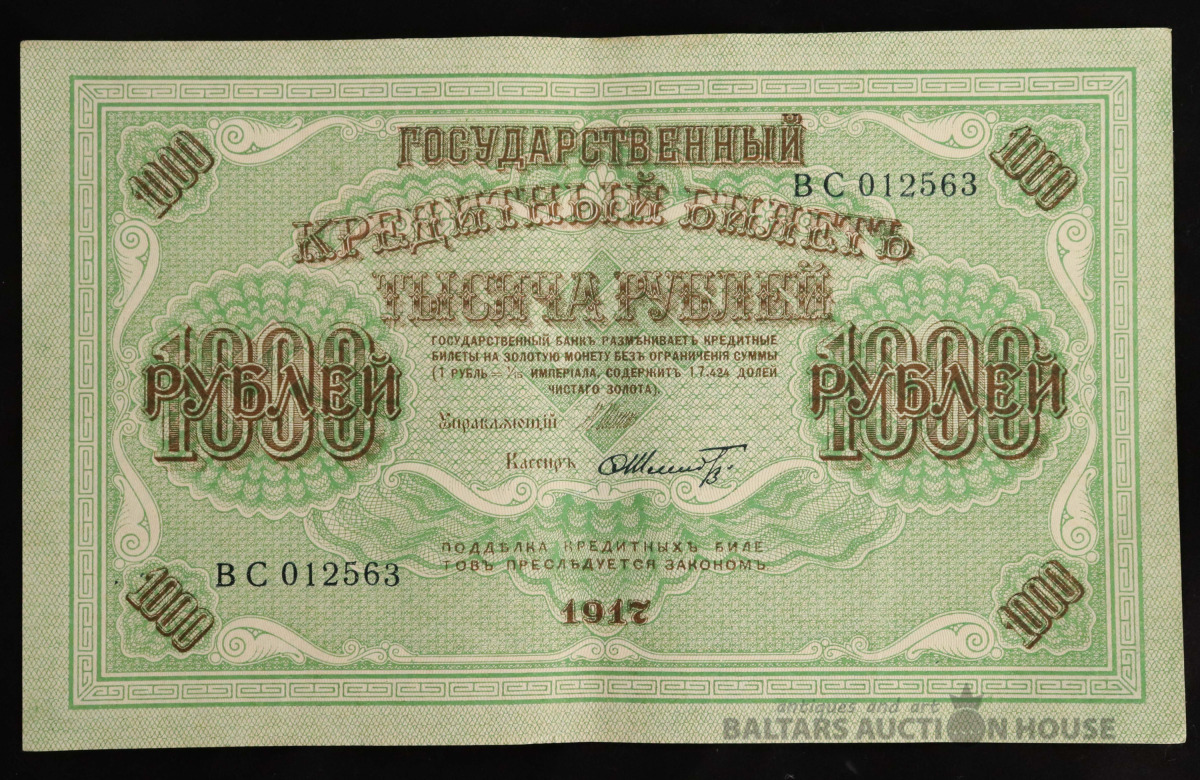 1000
ГОСУДАРСТВЕННЫЙ
1000
ВС 012563
КРЕДИТНЫЙ БИЛЕТЪ
ТЫСЯЧА РУБЛЕЙ
ГОСУДАРСТВЕННЫЙ БАНКЪ РАЗМѢНИВАЕТЪ КРЕДИТНЫЕ
БИЛЕТЫ НА ЗОЛОТУЮ МОНЕТУ БЕЗЪ ОГРАНИЧЕНІЯ СУММЫ
(1 РУБЛЬ = 1/15 ИМПЕРІАЛА, СОДЕРЖИТЪ 17.424 ДОЛЕЙ
ЧИСТАГО ЗОЛОТА).
1000 РУБЛЕЙ
1000 РУБЛЕЙ
Управляющій
Кассиръ
ПОДДѢЛКА КРЕДИТНЫХЪ БИЛЕ
ТОВЪ ПРЕСЛѢДУЕТСЯ ЗАКОНОМЪ
ВС 012563
1000
1917
1000
antiques and art
BALTARS AUCTION HOUSE